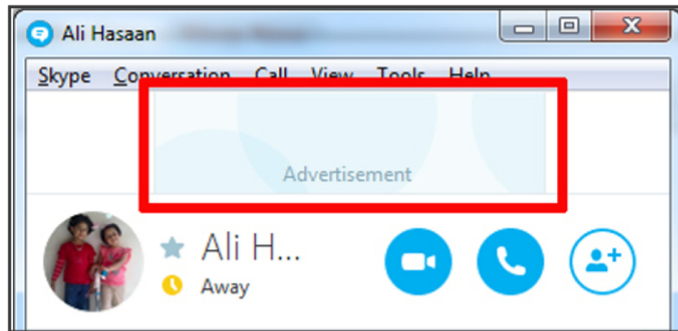 Ali Hasaan
Skype Conversation Call View Tools Help
Advertisement
Ali H...
Away